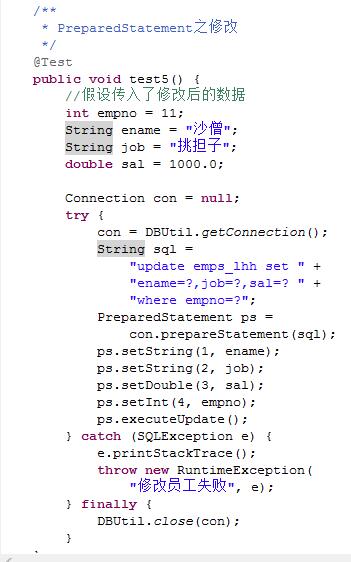 /**
 * PreparedStatement之修改
 */
@Test
public void test5() {
    //假设传入了修改后的数据
    int empno = 11;
    String ename = "沙僧";
    String job = "挑担子";
    double sal = 1000.0;
    Connection con = null;
    try {
        con = DBUtil.getConnection();
        String sql =
            "update emps_lhh set " +
            "ename=?,job=?,sal=? " +
            "where empno=?";
        PreparedStatement ps =
            con.prepareStatement(sql);
        ps.setString(1, ename);
        ps.setString(2, job);
        ps.setDouble(3, sal);
        ps.setInt(4, empno);
        ps.executeUpdate();
    } catch (SQLException e) {
        e.printStackTrace();
        throw new RuntimeException(
            "修改员工失败", e);
    } finally {
        DBUtil.close(con);
    }